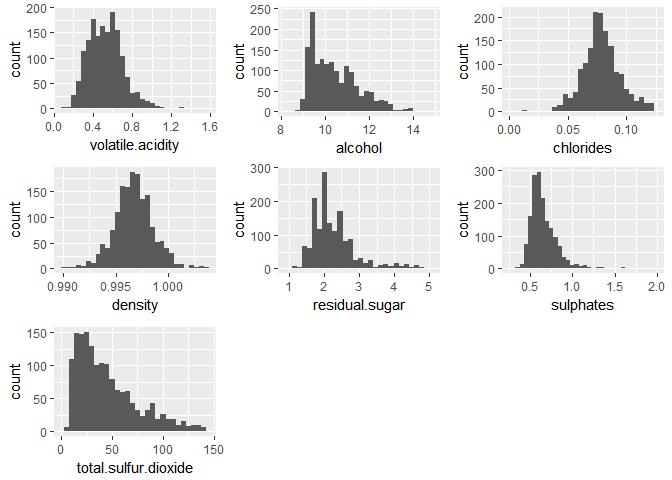 count
200
150
100
50
0
0.0 0.4 0.8 1.2 1.6
volatile.acidity
count
250
200
150
100
50
0
8 10 12 14
alcohol
count
200
150
100
50
0
0.00 0.05 0.10
chlorides
count
150
100
50
0
0.990 0.995 1.000
density
count
300
200
100
0
1 2 3 4 5
residual.sugar
count
300
200
100
0
0.5 1.0 1.5 2.0
sulphates
count
150
100
50
0
0 50 100 150
total.sulfur.dioxide